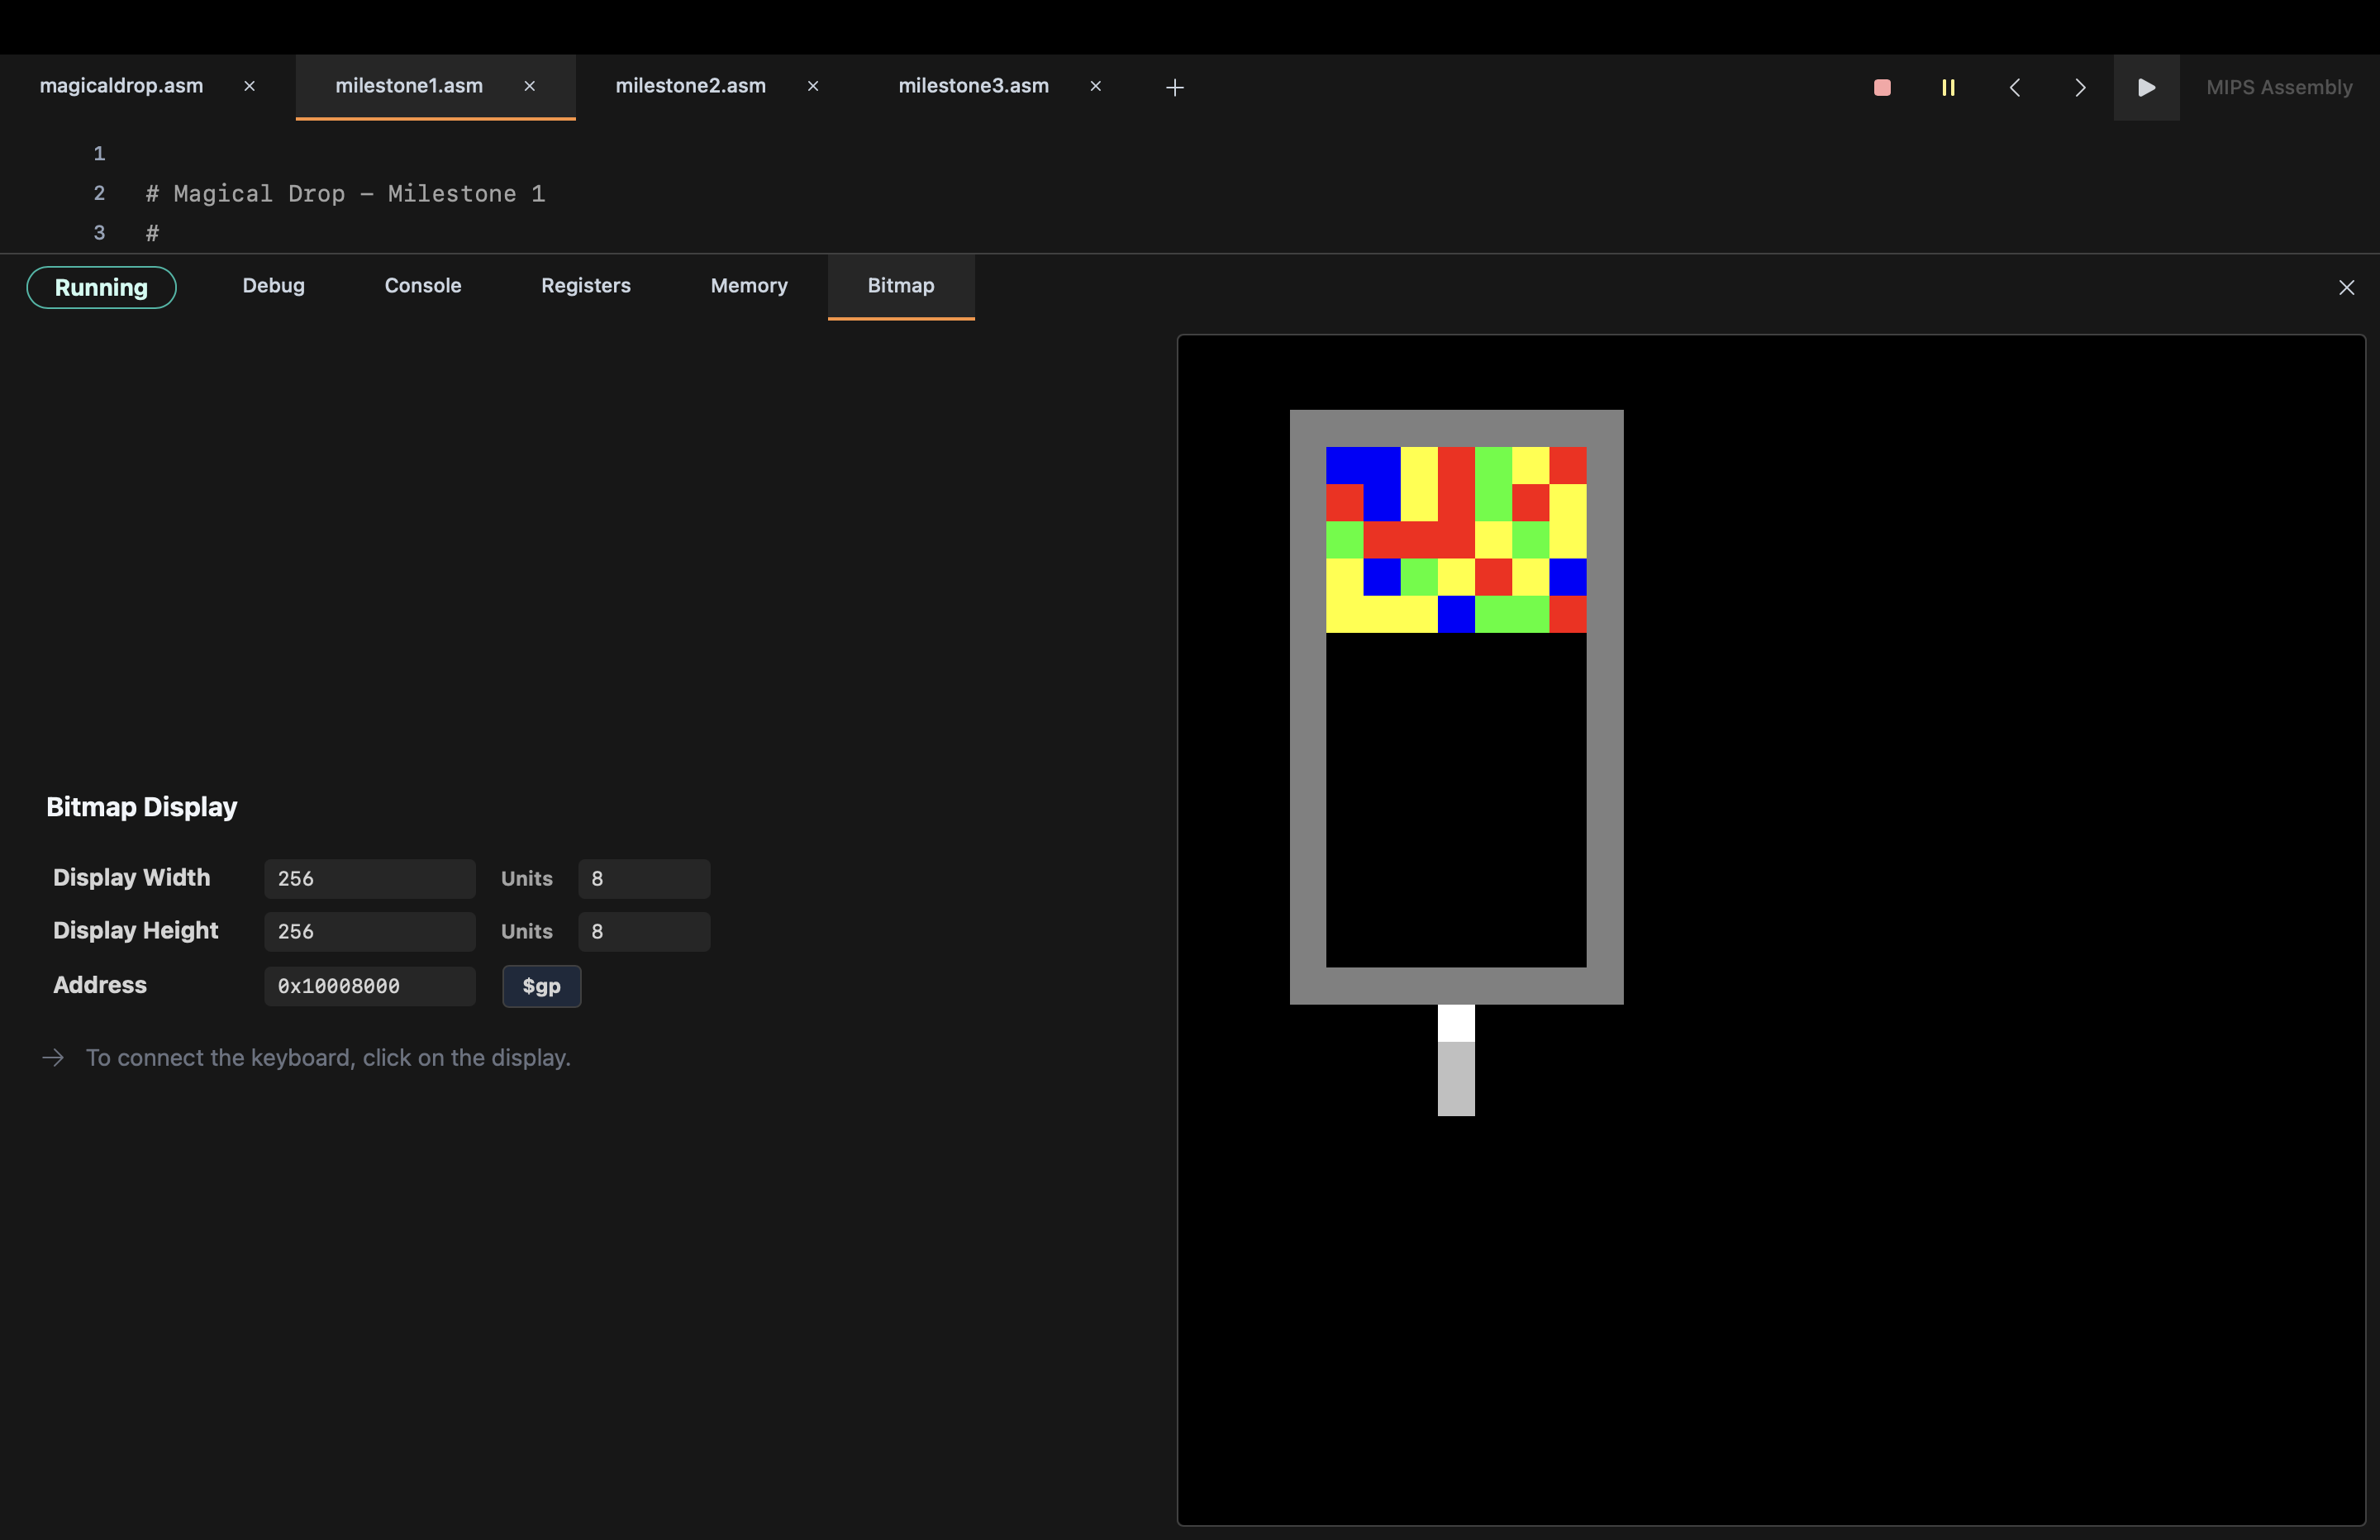 magicaldrop.asm × milestone1.asm × milestone2.asm × milestone3.asm × + MIPS Assembly
1
2 # Magical Drop – Milestone 1
3 #
Running Debug Console Registers Memory Bitmap ×
Bitmap Display
Display Width 256 Units 8
Display Height 256 Units 8
Address 0x10008000 $gp
→ To connect the keyboard, click on the display.